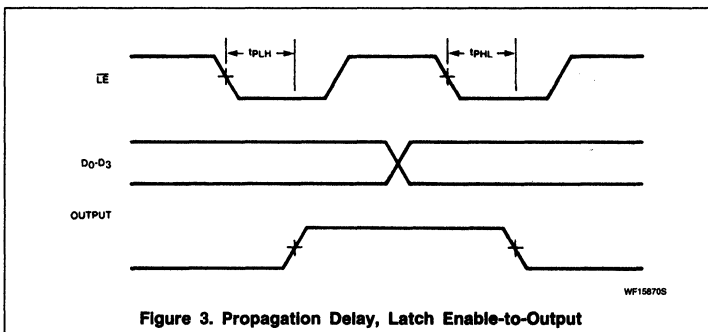 tPLH
tPHL
LE
D0-D3
OUTPUT
WF15870S
Figure 3. Propagation Delay, Latch Enable-to-Output